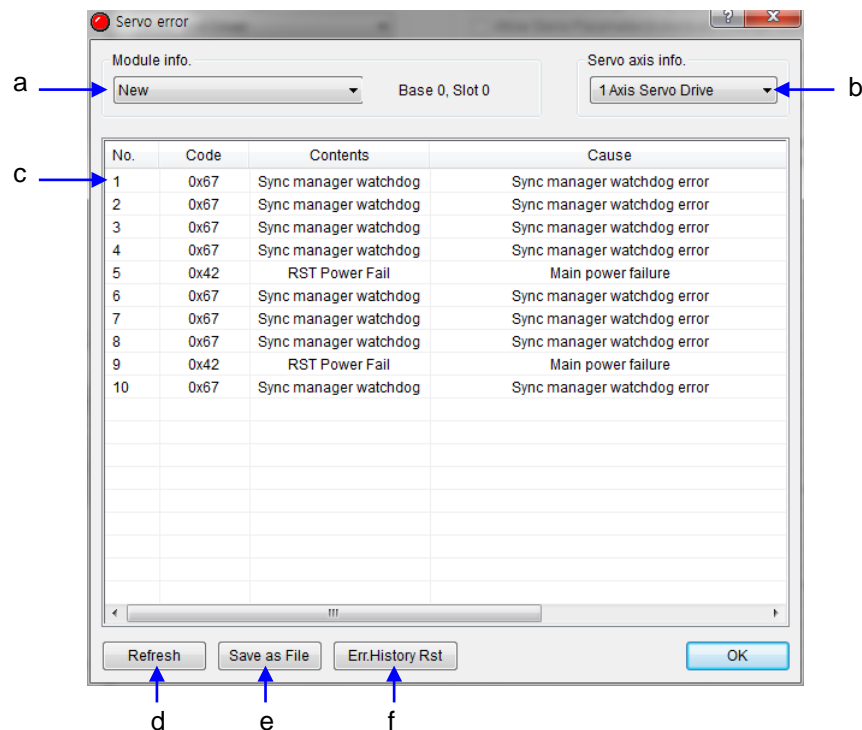 Servo error
Module info.
Servo axis info.
a
New
Base 0, Slot 0
1 Axis Servo Drive
b
No. Code Contents Cause
c
1 0x67 Sync manager watchdog Sync manager watchdog error
2 0x67 Sync manager watchdog Sync manager watchdog error
3 0x67 Sync manager watchdog Sync manager watchdog error
4 0x67 Sync manager watchdog Sync manager watchdog error
5 0x42 RST Power Fail Main power failure
6 0x67 Sync manager watchdog Sync manager watchdog error
7 0x67 Sync manager watchdog Sync manager watchdog error
8 0x67 Sync manager watchdog Sync manager watchdog error
9 0x42 RST Power Fail Main power failure
10 0x67 Sync manager watchdog Sync manager watchdog error
Refresh Save as File Err.History Rst OK
d e f